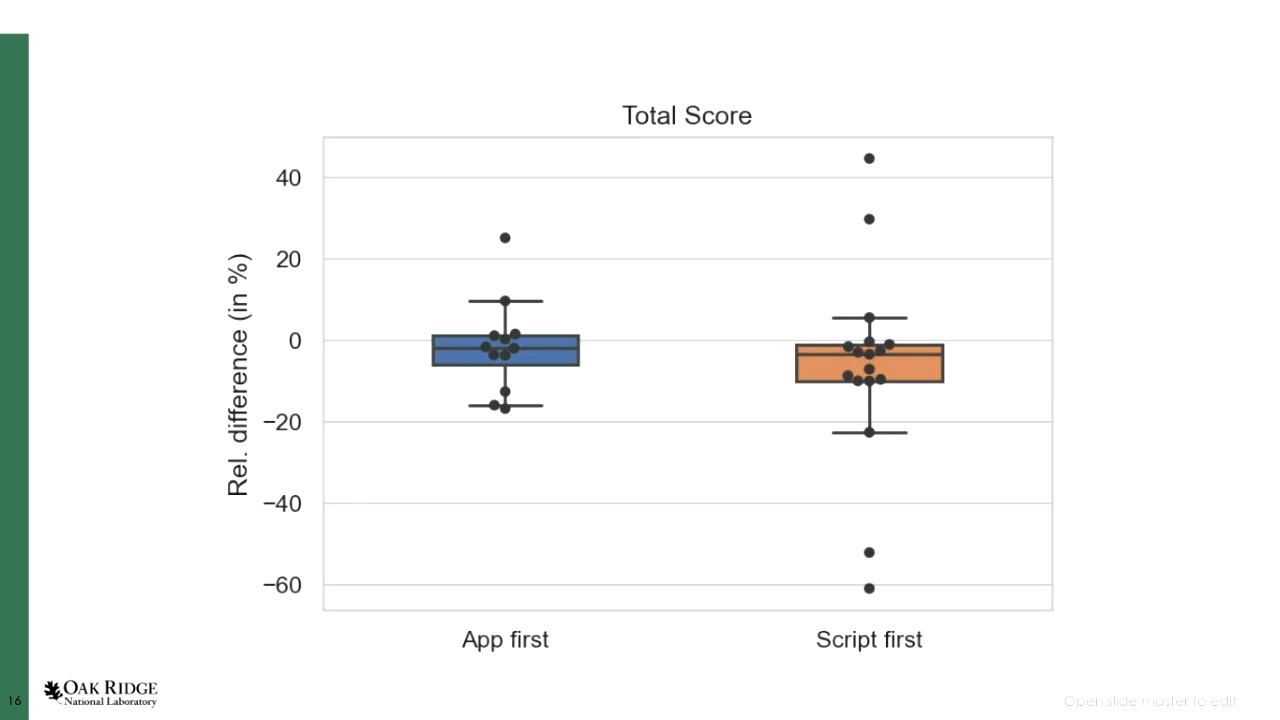 Total Score
Rel. difference (in %)
40
20
0
−20
−40
−60
App first
Script first
16
OAK RIDGE
National Laboratory
Open slide master to edit